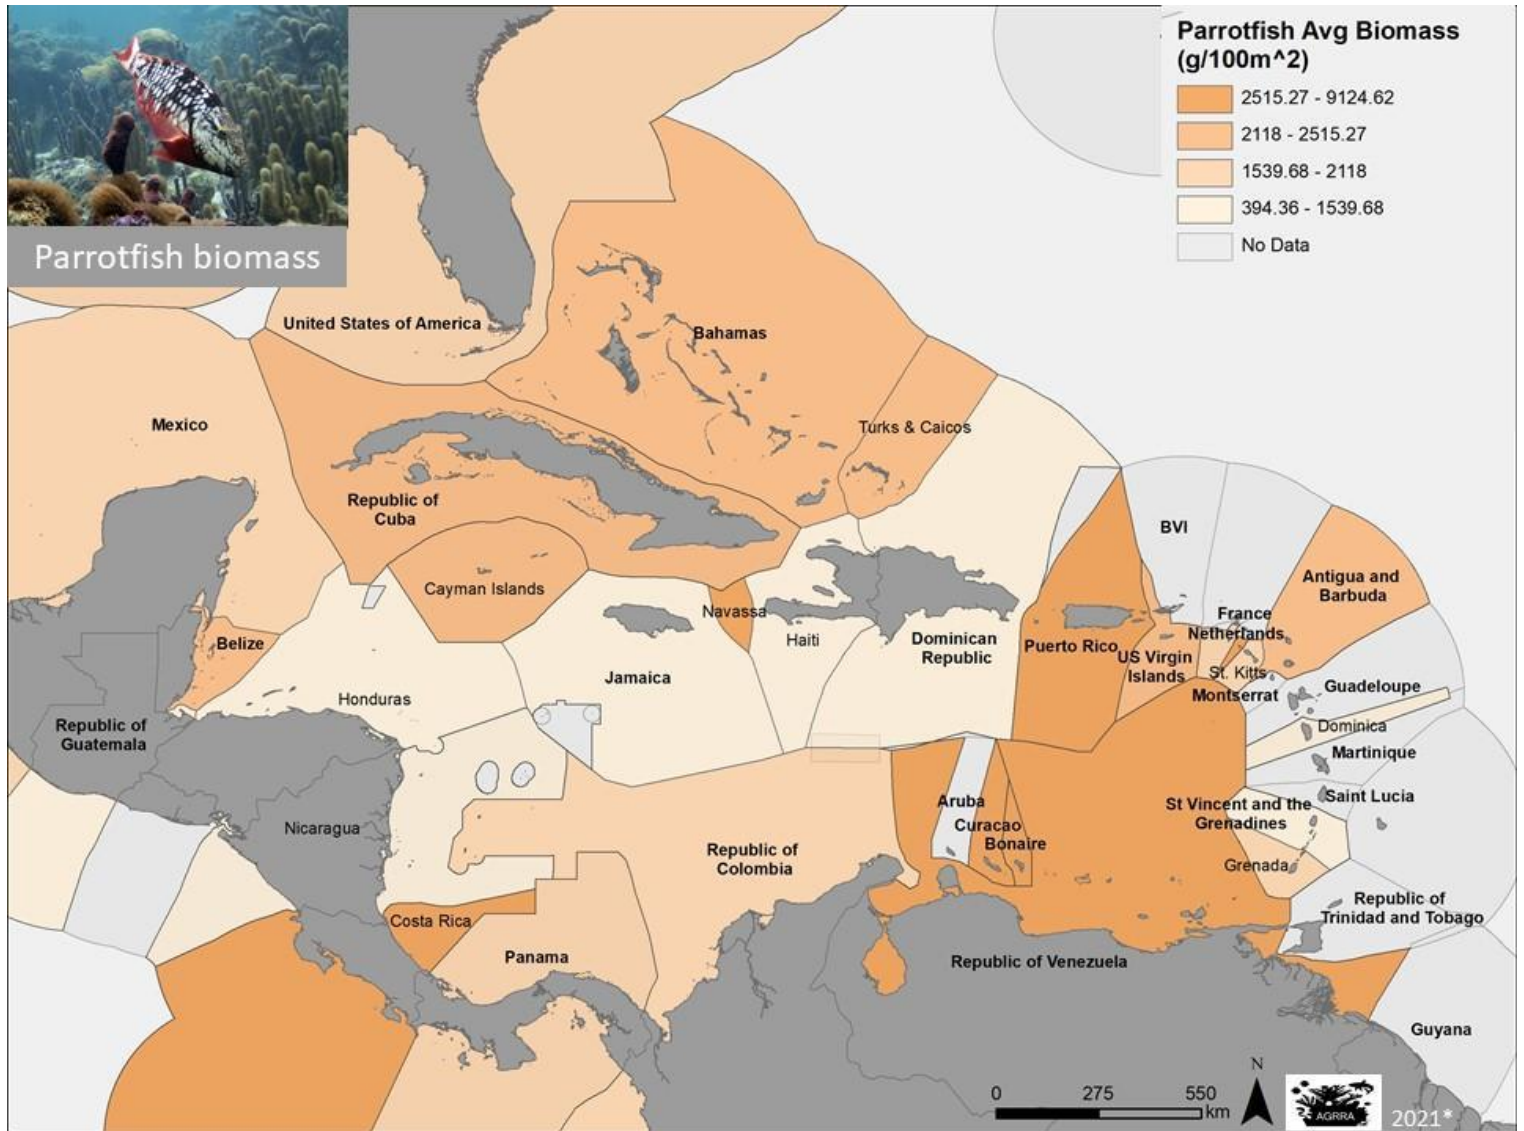 Parrotfish biomass
Parrotfish Avg Biomass
(g/100m^2)
2515.27 - 9124.62
2118 - 2515.27
1539.68 - 2118
394.36 - 1539.68
No Data
United States of America
Bahamas
Mexico
Turks & Caicos
Republic of
Cuba
BVI
Cayman Islands
Antigua and
Barbuda
Navassa
France
Netherlands
Belize
Haiti
Dominican
Republic
Puerto Rico
US Virgin
Islands
St. Kitts
Jamaica
Honduras
Montserrat
Guadeloupe
Republic of
Guatemala
Dominica
Martinique
Aruba
Saint Lucia
St Vincent and the
Grenadines
Nicaragua
Curacao
Bonaire
Republic of
Colombia
Grenada
Costa Rica
Republic of
Trinidad and Tobago
Panama
Republic of Venezuela
Guyana
N
0 275 550
km
AGRRA
2021*